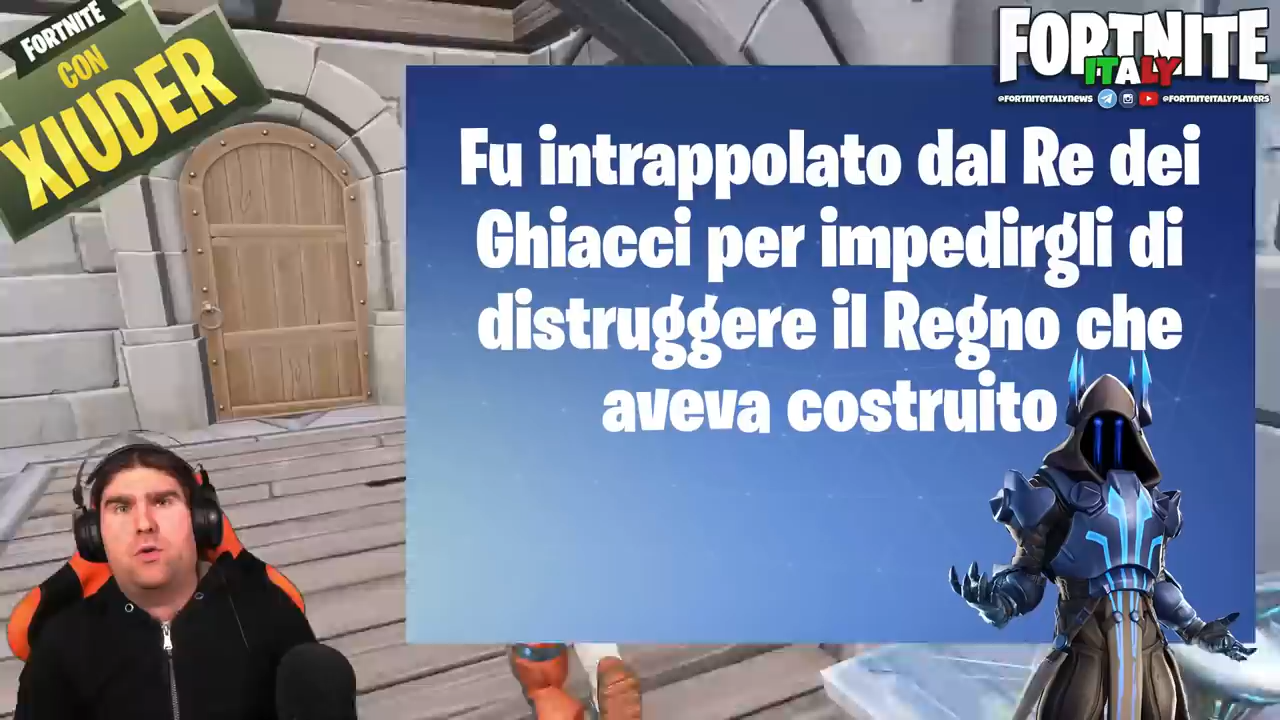 FORTNITE
CON
XIUDER
FORTNITE
ITALY
@FORTNITEITALYNEWS @FORTNITEITALYPLAYERS
Fu intrappolato dal Re dei
Ghiacci per impedirgli di
distruggere il Regno che
aveva costruito